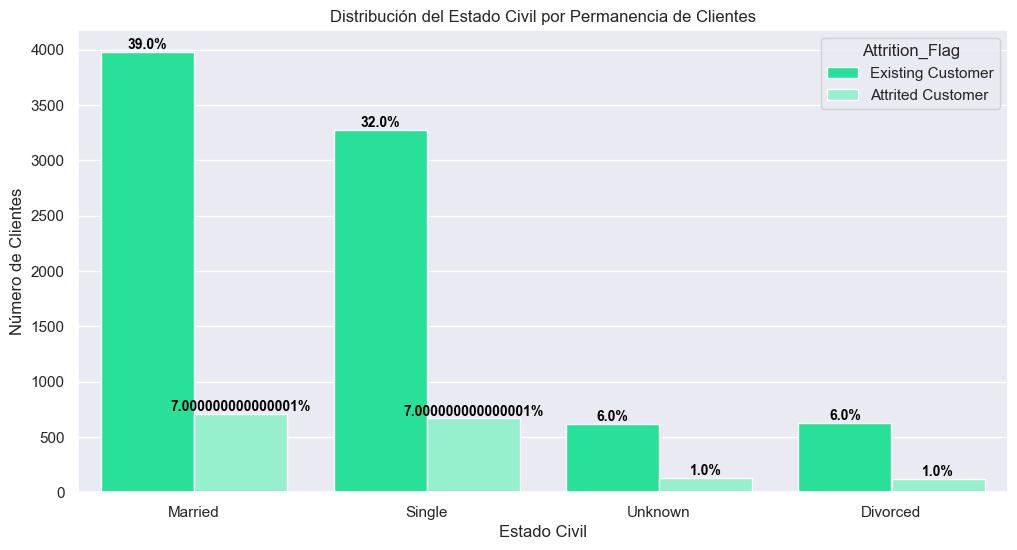 Distribución del Estado Civil por Permanencia de Clientes
Attrition_Flag
Existing Customer
Attrited Customer
Número de Clientes
4000
3500
3000
2500
2000
1500
1000
500
0
39.0%
7.000000000000001%
32.0%
7.000000000000001%
6.0%
1.0%
6.0%
1.0%
Married
Single
Unknown
Divorced
Estado Civil